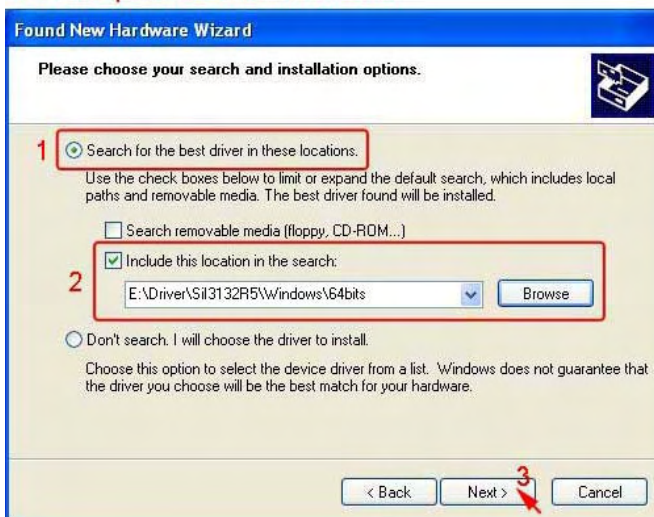 Found New Hardware Wizard
Please choose your search and installation options.
1
Search for the best driver in these locations.
Use the check boxes below to limit or expand the default search, which includes local
paths and removable media. The best driver found will be installed.
Search removable media (floppy, CD-ROM...)
2
Include this location in the search:
E:\Driver\Sil3132R5\Windows\64bits
Browse
Don't search. I will choose the driver to install.
Choose this option to select the device driver from a list. Windows does not guarantee that
the driver you choose will be the best match for your hardware.
3
< Back
Next >
Cancel